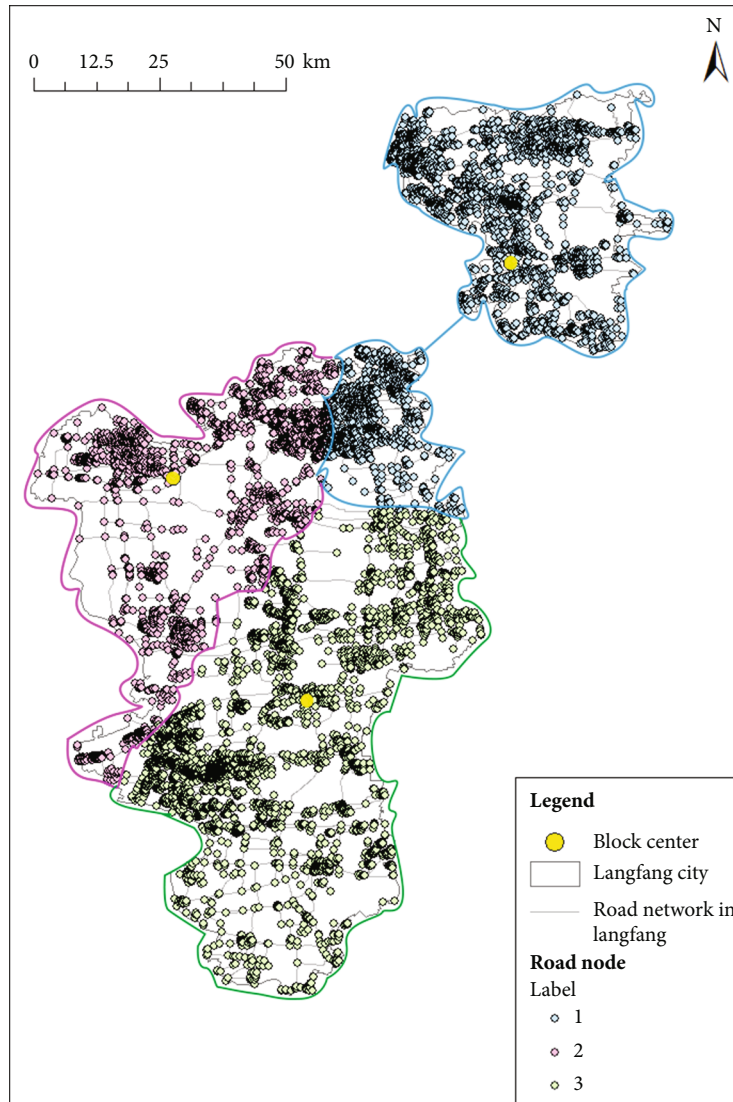 N
0 12.5 25 50 km
Legend
Block center
Langfang city
Road network in
langfang
Road node
Label
1
2
3